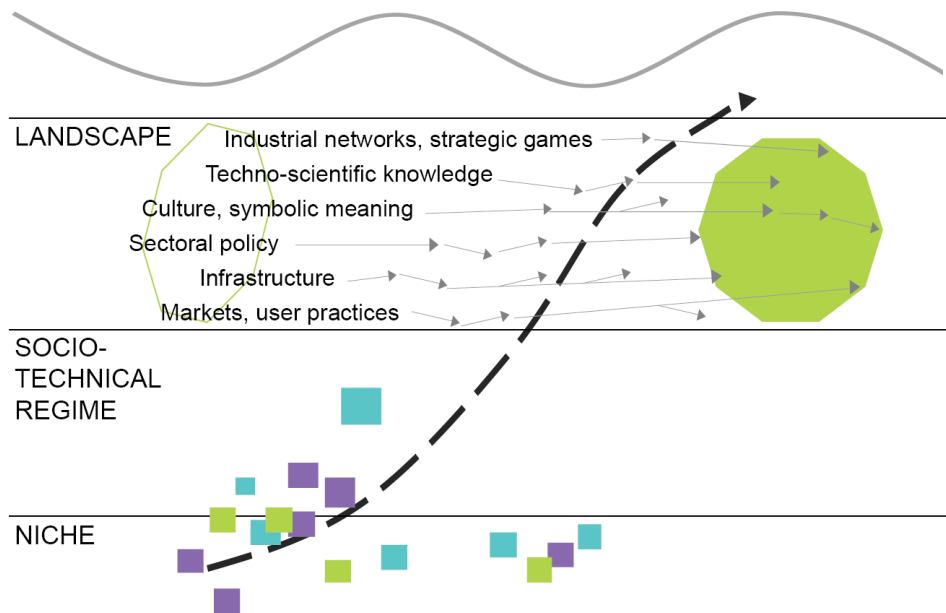 LANDSCAPE
Industrial networks, strategic games
Techno-scientific knowledge
Culture, symbolic meaning
Sectoral policy
Infrastructure
Markets, user practices
SOCIO-
TECHNICAL
REGIME
NICHE